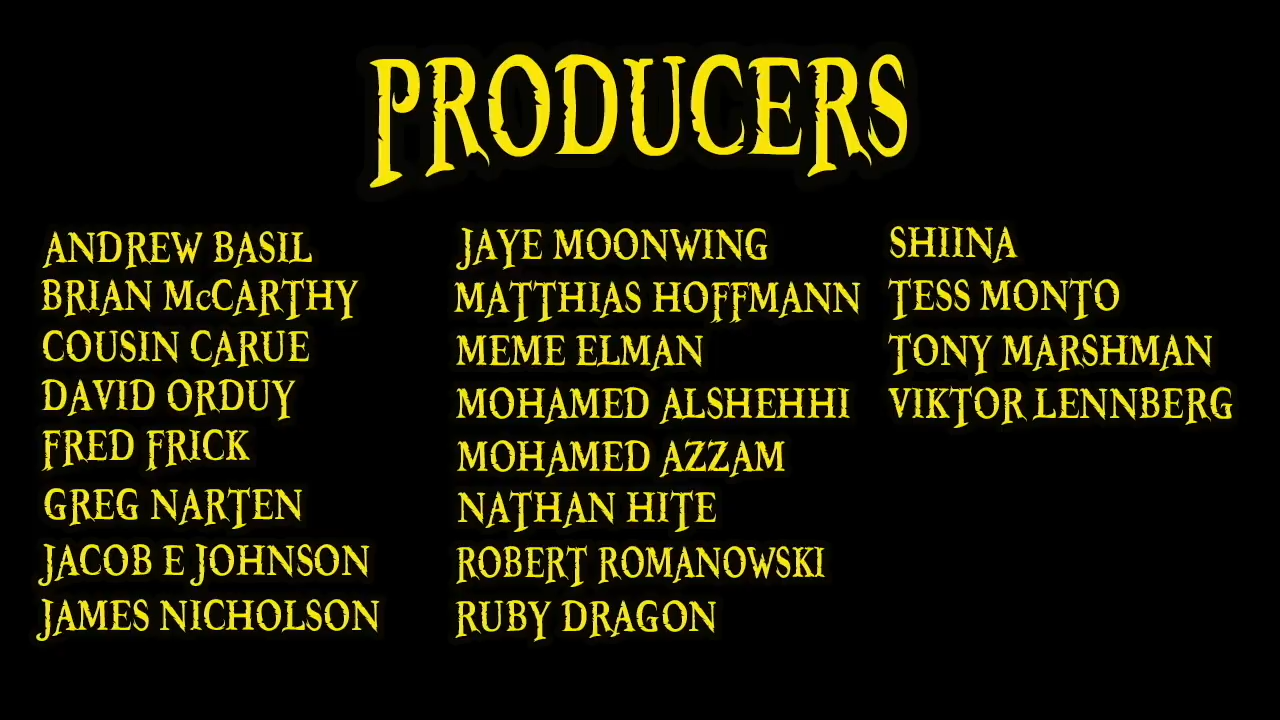 PRODUCERS
ANDREW BASIL
BRIAN McCARTHY
COUSIN CARUE
DAVID ORDUY
FRED FRICK
GREG NARTEN
JACOB E JOHNSON
JAMES NICHOLSON
JAYE MOONWING
MATTHIAS HOFFMANN
MEME ELMAN
MOHAMED ALSHEHHI
MOHAMED AZZAM
NATHAN HITE
ROBERT ROMANOWSKI
RUBY DRAGON
SHIINA
TESS MONTO
TONY MARSHMAN
VIKTOR LENNBERG